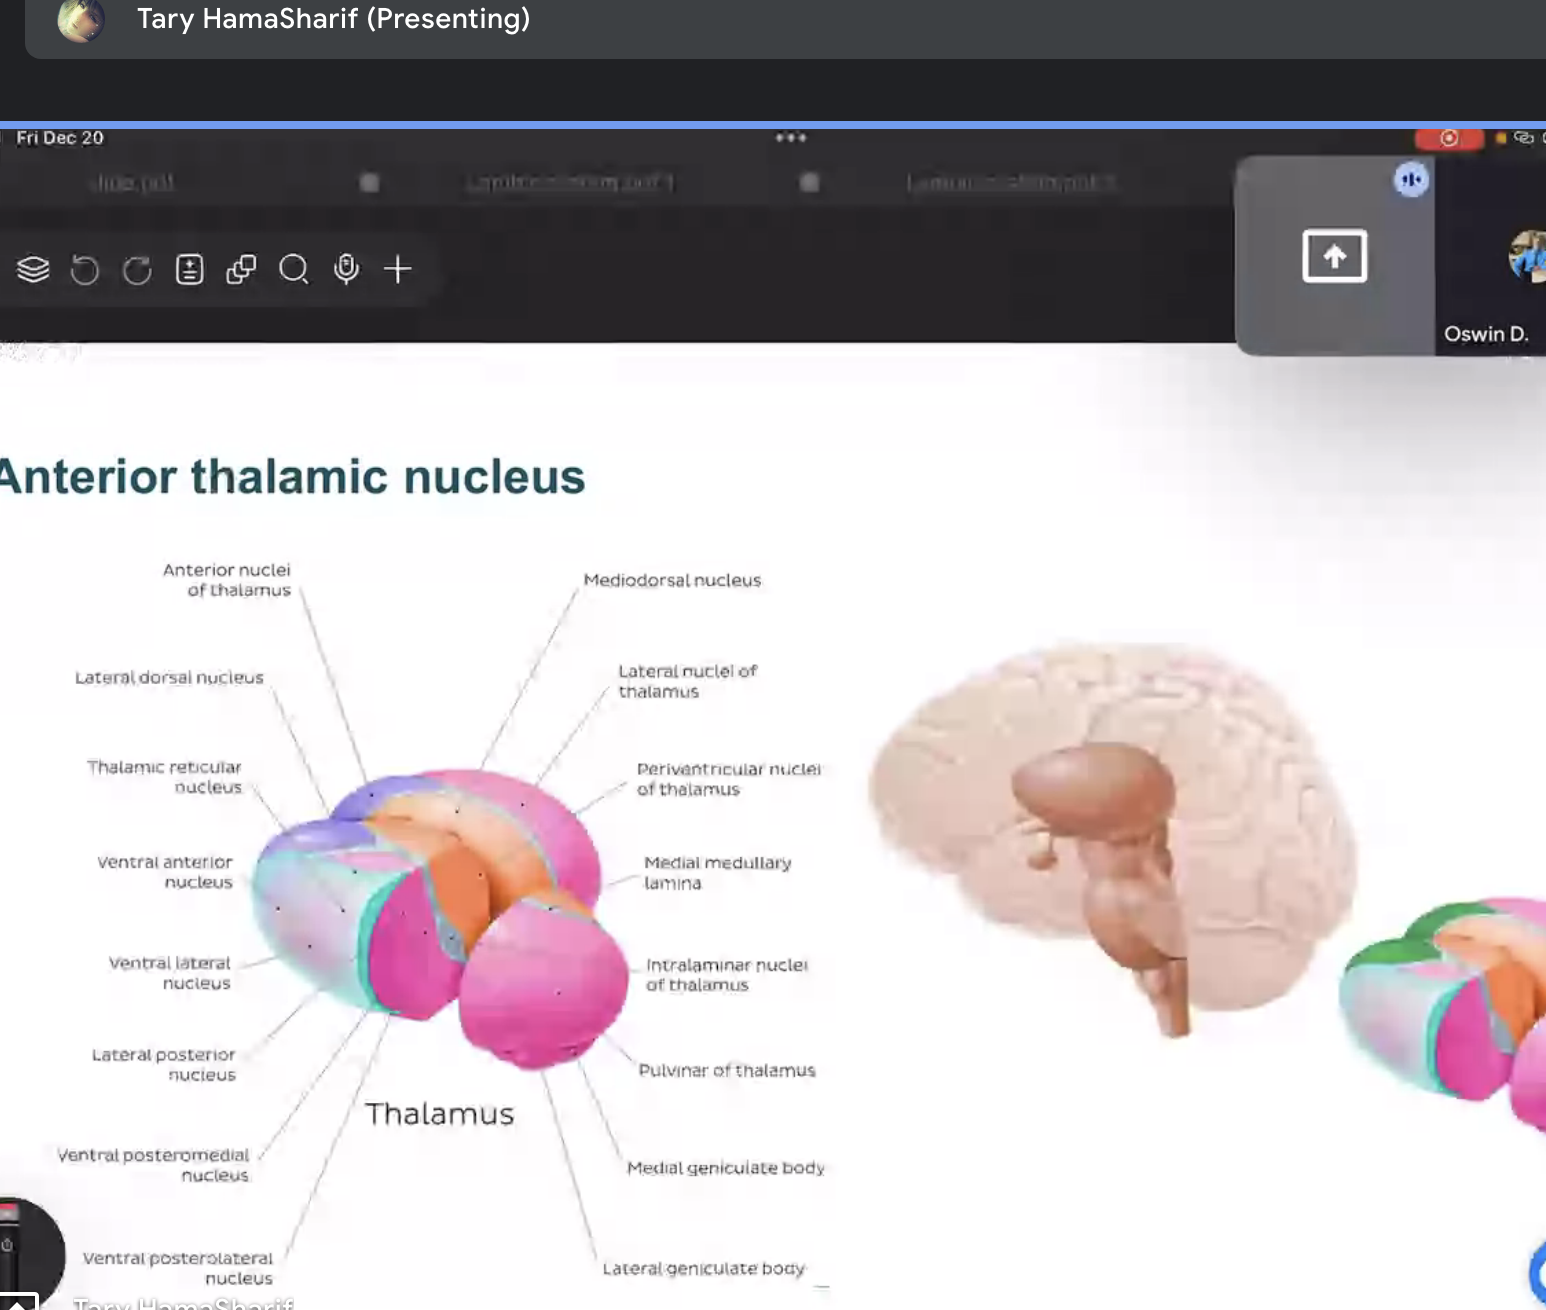 Tary HamaSharif (Presenting)
Fri Dec 20
Oswin D.
Anterior thalamic nucleus
Anterior nuclei
of thalamus
Mediodorsal nucleus
Lateral dorsal nucleus
Lateral nuclei of
thalamus
Thalamic reticular
nucleus
Periventricular nuclei
of thalamus
Ventral anterior
nucleus
Medial medullary
lamina
Ventral lateral
nucleus
Intralaminar nuclei
of thalamus
Lateral posterior
nucleus
Pulvinar of thalamus
Thalamus
Ventral posteromedial
nucleus
Medial geniculate body
Ventral posterolateral
nucleus
Lateral geniculate body
Tary HamaSharif